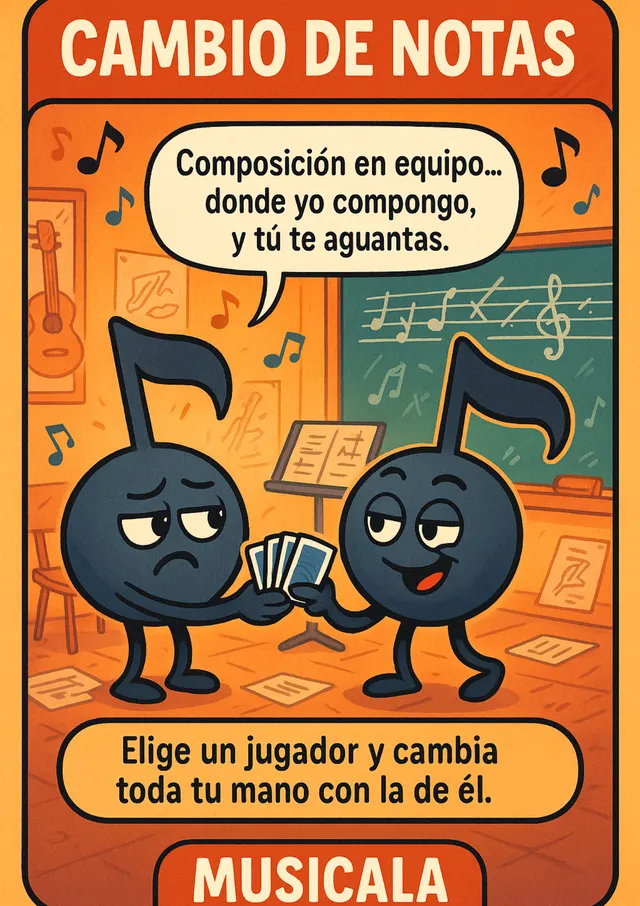 CAMBIO DE NOTAS
Composición en equipo...
donde yo compongo,
y tú te aguantas.
Elige un jugador y cambia
toda tu mano con la de él.
MUSICALA